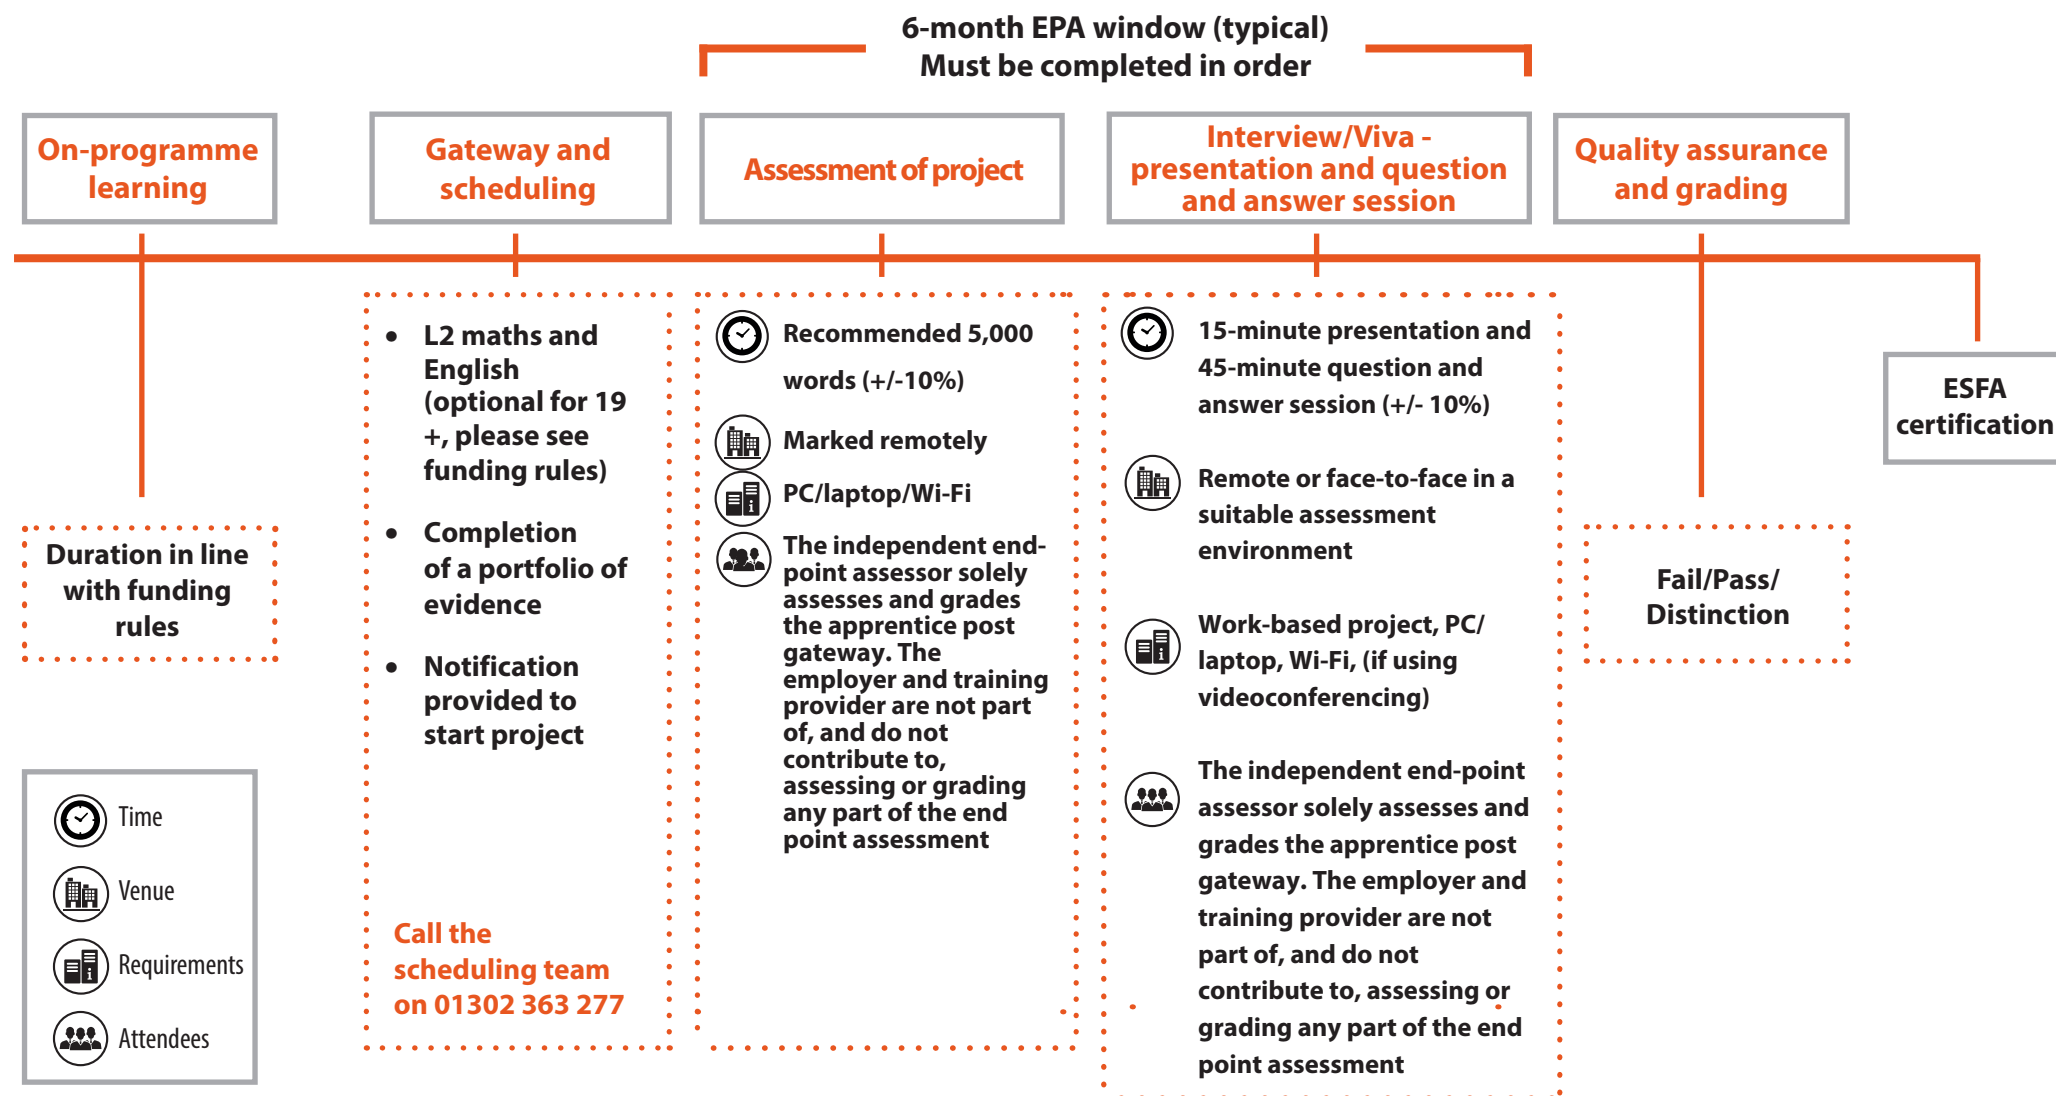 6-month EPA window (typical)
Must be completed in order
On-programme
learning
Gateway and
scheduling
Assessment of project
Interview/Viva -
presentation and question
and answer session
Quality assurance
and grading
Duration in line
with funding
rules
• L2 maths and
English
(optional for 19
+, please see
funding rules)
• Completion
of a portfolio of
evidence
• Notification
provided to
start project
Call the
scheduling team
on 01302 363 277
Recommended 5,000
words (+/-10%)
Marked remotely
PC/laptop/Wi-Fi
The independent end-
point assessor solely
assesses and grades
the apprentice post
gateway. The
employer and training
provider are not part
of, and do not
contribute to,
assessing or grading
any part of the end
point assessment
15-minute presentation and
45-minute question and
answer session (+/- 10%)
Remote or face-to-face in a
suitable assessment
environment
Work-based project, PC/
laptop, Wi-Fi, (if using
videoconferencing)
The independent end-point
assessor solely assesses and
grades the apprentice post
gateway. The employer and
training provider are not
part of, and do not
contribute to, assessing or
grading any part of the end
point assessment
Fail/Pass/
Distinction
ESFA
certification
Time
Venue
Requirements
Attendees